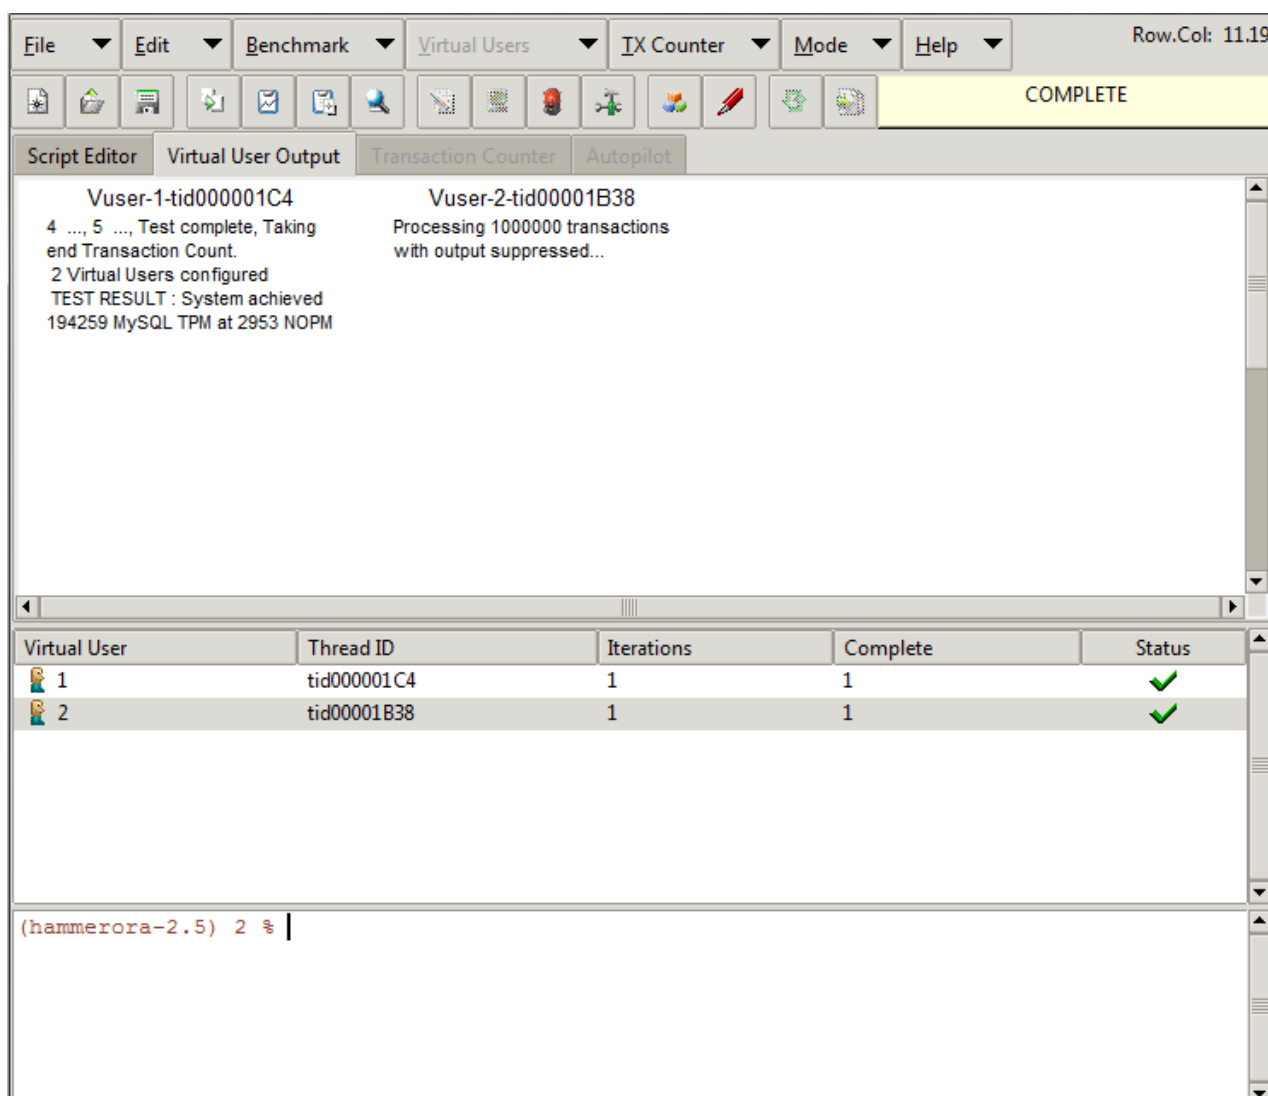 File Edit Benchmark Virtual Users TX Counter Mode Help Row.Col: 11.19
COMPLETE
Script Editor Virtual User Output Transaction Counter Autopilot
Vuser-1-tid000001C4 Vuser-2-tid00001B38
4 ..., 5 ..., Test complete, Taking Processing 1000000 transactions
end Transaction Count. with output suppressed...
2 Virtual Users configured
TEST RESULT : System achieved
194259 MySQL TPM at 2953 NOPM
Virtual User Thread ID Iterations Complete Status
1 tid000001C4 1 1
2 tid00001B38 1 1
(hammerora-2.5) 2 %